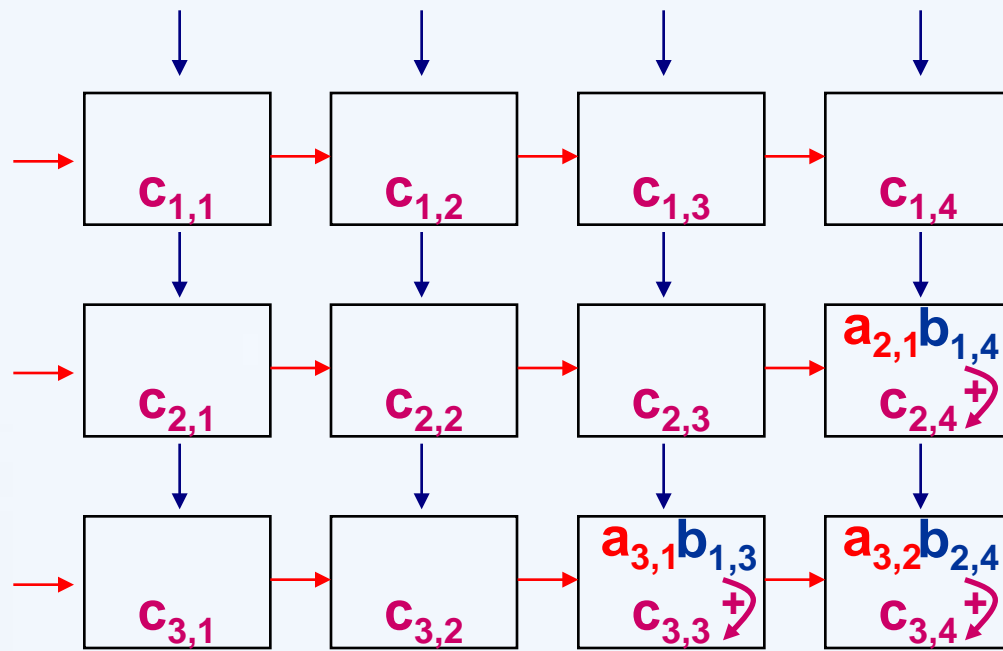 c1,1 c1,2 c1,3 c1,4
a2,1b1,4
+
c2,1 c2,2 c2,3 c2,4
a3,1b1,3 a3,2b2,4
+ +
c3,1 c3,2 c3,3 c3,4